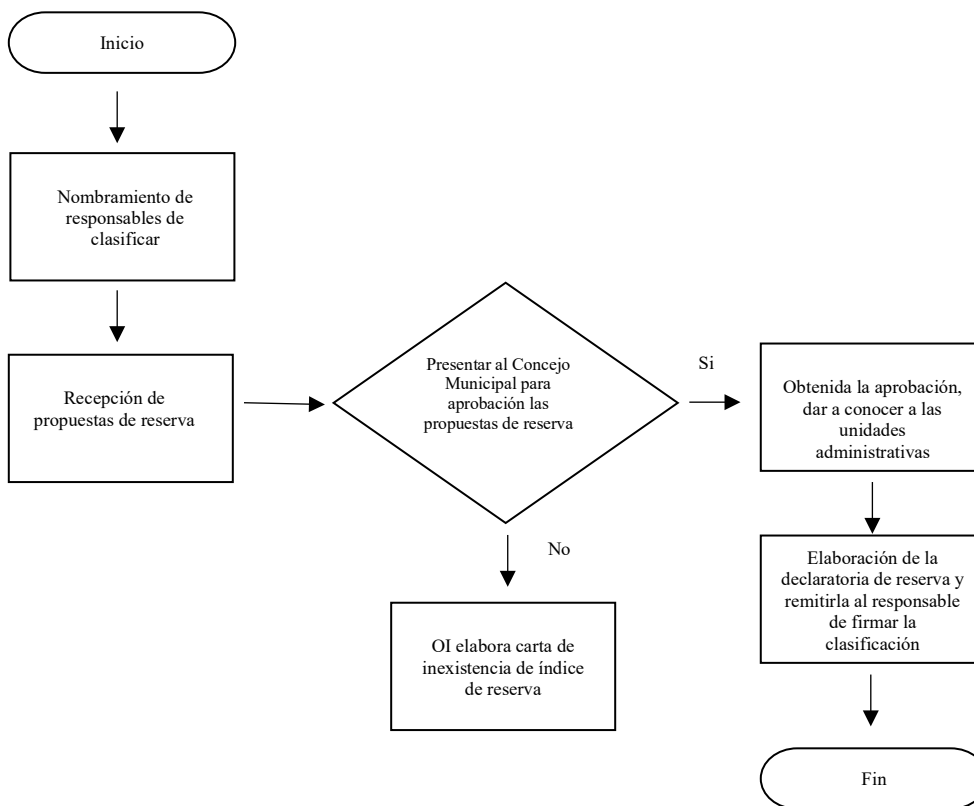 Inicio
Nombramiento de
responsables de
clasificar
Recepción de
propuestas de reserva
Presentar al Concejo
Municipal para
aprobación las
propuestas de reserva
Si
Obtenida la aprobación,
dar a conocer a las
unidades
administrativas
No
OI elabora carta de
inexistencia de índice
de reserva
Elaboración de la
declaratoria de reserva y
remitirla al responsable
de firmar la
clasificación
Fin